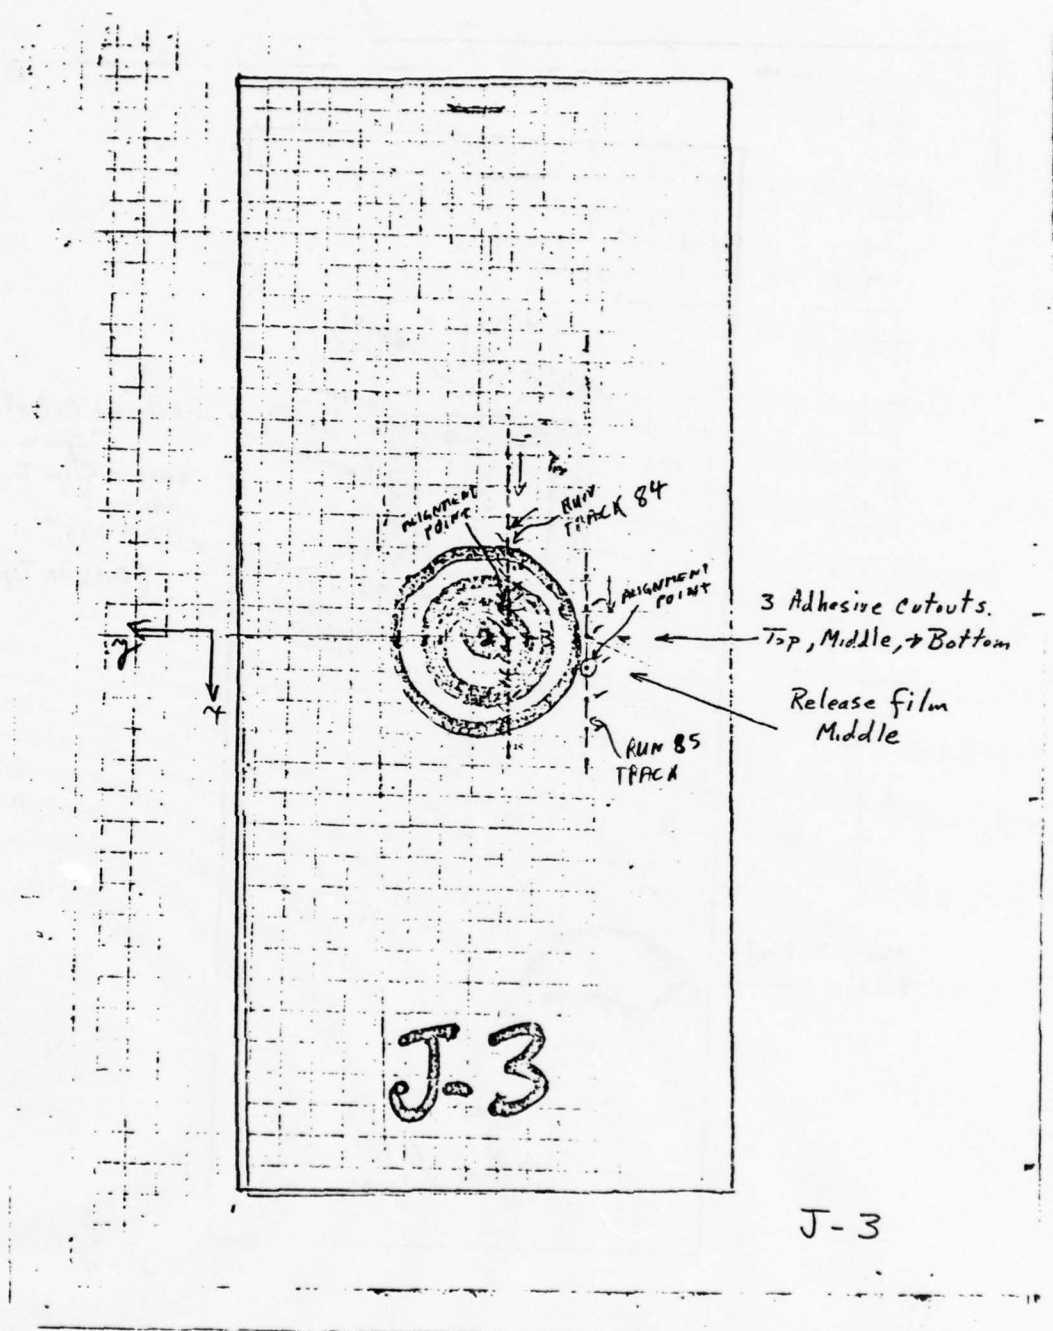 ALIGNMENT
POINT
RUN
TRACK 84
ALIGNMENT
POINT
3 Adhesive cutouts.
Top, Middle, + Bottom
Release film
Middle
y
x
RUN 85
TRACK
J-3
J-3